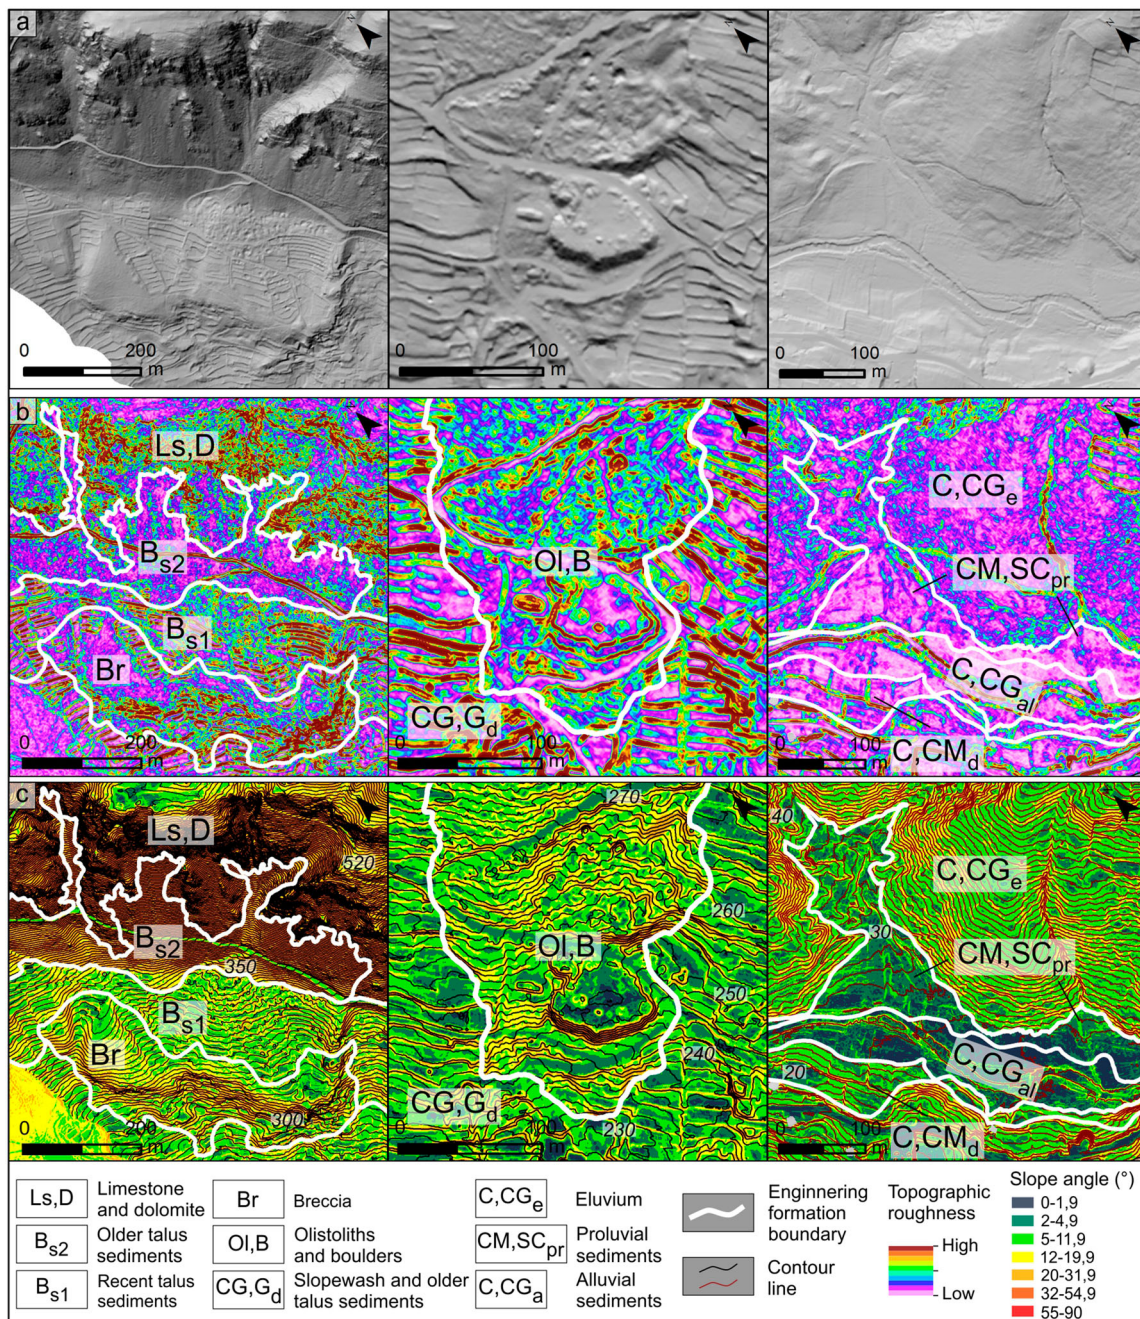 a
N
N
N
0 200
m
0 100
m
0 100
m
b
Ls,D
Bs2
Bs1
Br
0 200
m
Ol,B
CG,Gd
0 100
m
C,CGe
CM,SCpr
C,CGal
C,CMd
0 100
m
c
Ls,D
520
Bs2
350
Bs1
Br
300
0 200
m
270
260
Ol,B
250
240
CG,Gd
230
0 100
m
40
C,CGe
30
CM,SCpr
C,CGal
20
C,CMd
0 100
m
Ls,D Limestone and dolomite
Bs2 Older talus sediments
Bs1 Recent talus sediments
Br Breccia
Ol,B Olistoliths and boulders
CG,Gd Slopewash and older talus sediments
C,CGe Eluvium
CM,SCpr Proluvial sediments
C,CGa Alluvial sediments
Enginnering formation boundary
Contour line
Topographic roughness
High
Low
Slope angle (°)
0-1,9
2-4,9
5-11,9
12-19,9
20-31,9
32-54,9
55-90